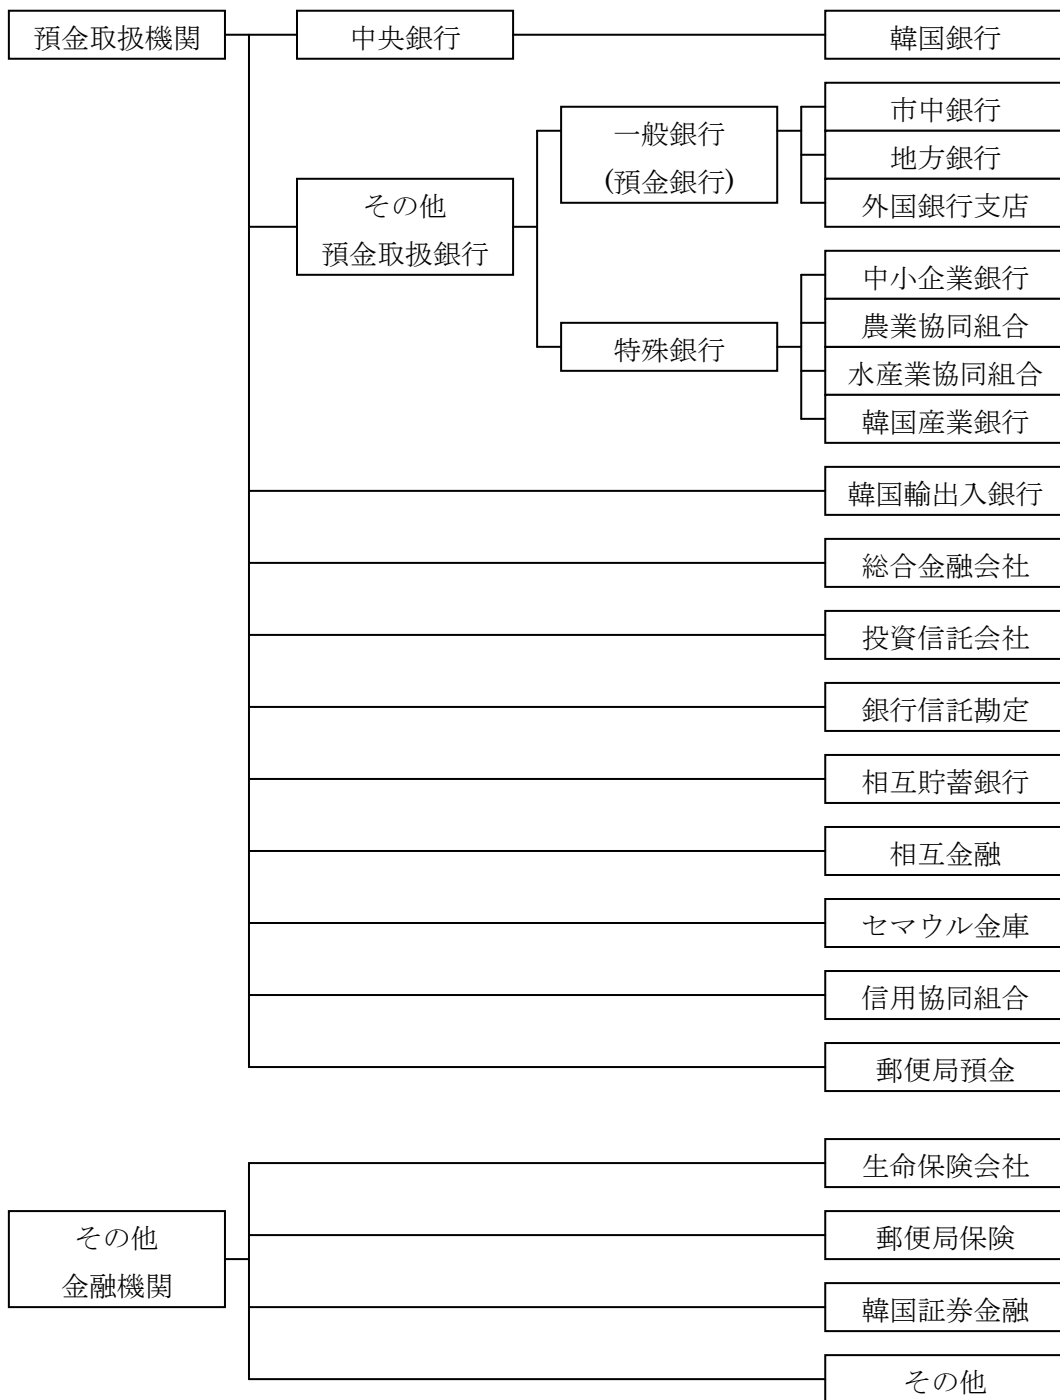 預金取扱機関
中央銀行
韓国銀行
その他
預金取扱銀行
一般銀行
(預金銀行)
市中銀行
地方銀行
外国銀行支店
特殊銀行
中小企業銀行
農業協同組合
水産業協同組合
韓国産業銀行
韓国輸出入銀行
総合金融会社
投資信託会社
銀行信託勘定
相互貯蓄銀行
相互金融
セマウル金庫
信用協同組合
郵便局預金
その他
金融機関
生命保険会社
郵便局保険
韓国証券金融
その他